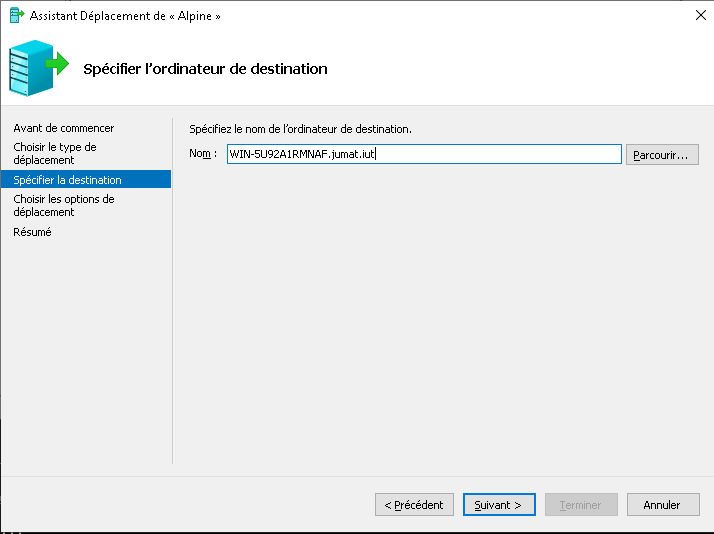 Assistant Déplacement de « Alpine »
Spécifier l'ordinateur de destination
Avant de commencer
Choisir le type de
déplacement
Spécifier la destination
Choisir les options de
déplacement
Résumé
Spécifiez le nom de l'ordinateur de destination.
Nom : WIN-5U92A1RMNAF.jumat.iut Parcourir...
< Précédent Suivant > Terminer Annuler